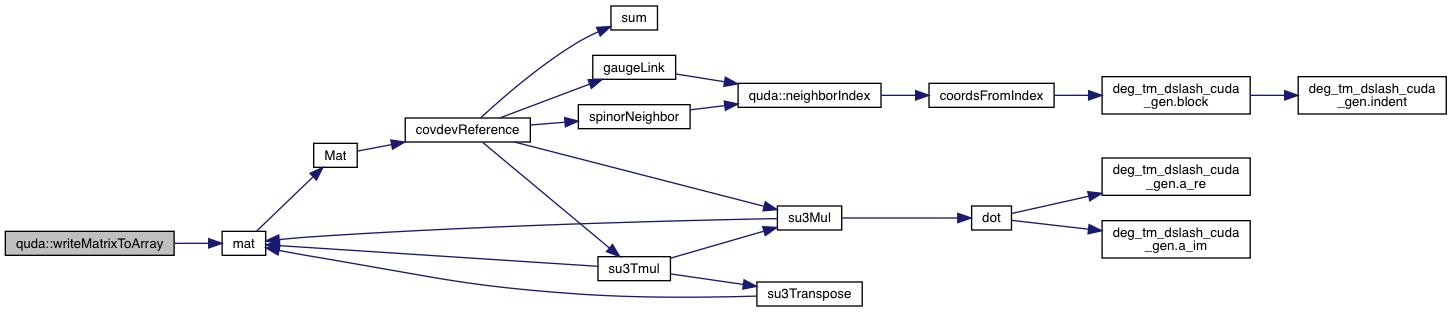 sum
gaugeLink
quda::neighborIndex
coordsFromIndex
deg_tm_dslash_cuda
_gen.block
deg_tm_dslash_cuda
_gen.indent
spinorNeighbor
covdevReference
Mat
deg_tm_dslash_cuda
_gen.a_re
su3Mul
dot
quda::writeMatrixToArray
mat
deg_tm_dslash_cuda
_gen.a_im
su3Tmul
su3Transpose